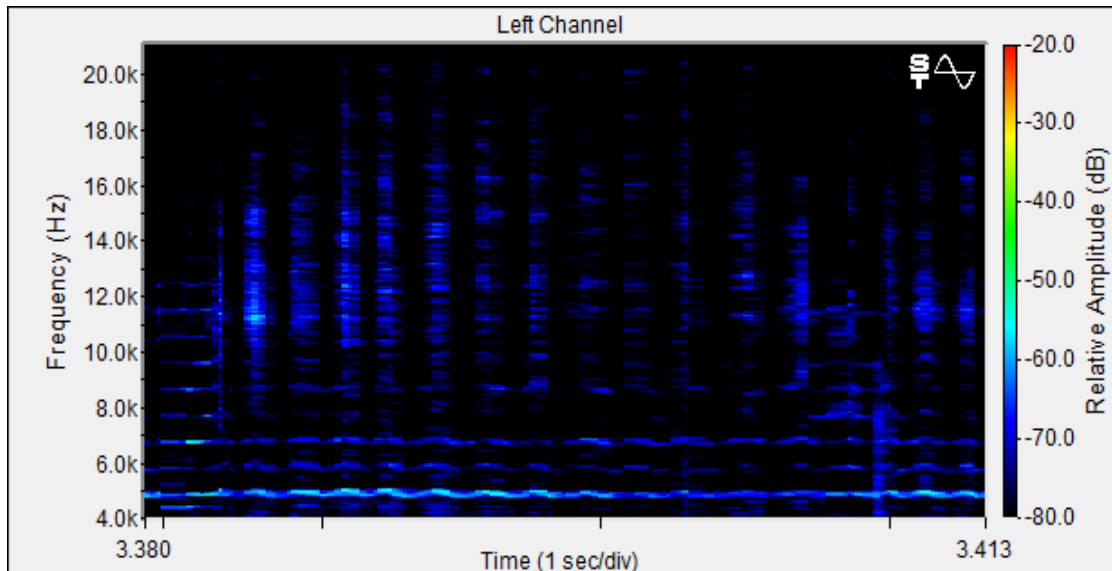 Left Channel
S
T
20.0k
18.0k
16.0k
14.0k
12.0k
10.0k
8.0k
6.0k
4.0k
Frequency (Hz)
3.380
Time (1 sec/div)
3.413
-20.0
-30.0
-40.0
-50.0
-60.0
-70.0
-80.0
Relative Amplitude (dB)